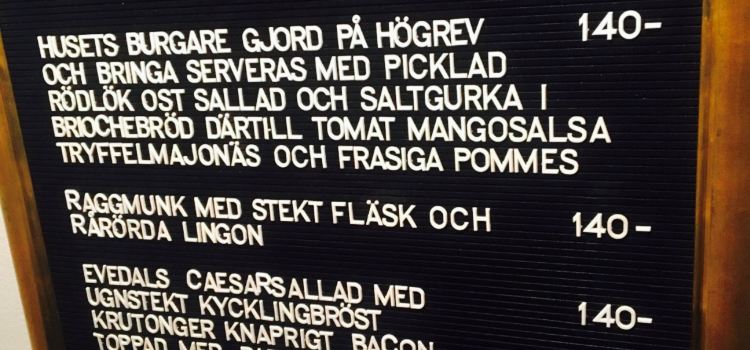 HUSETS BURGARE GJORD PÅ HÖGREV 140-
OCH BRINGA SERVERAS MED PICKLAD
RÖDLÖK OST SALLAD OCH SALTGURKA I
BRIOCHEBRÖD DÄRTILL TOMAT MANGOSALSA
TRYFFELMAJONÄS OCH FRASIGA POMMES
RAGGMUNK MED STEKT FLÄSK OCH 140-
RÅRÖRDA LINGON
EVEDALS CAESARSALLAD MED
UGNSTEKT KYCKLINGBRÖST 140-
KRUTONGER KNAPRIGT BACON
TOPPAD MED